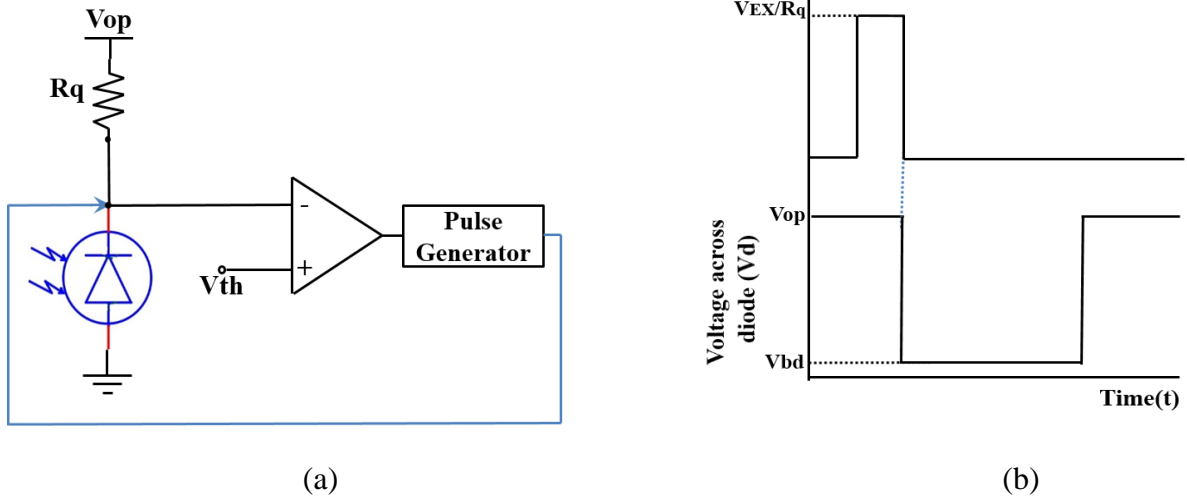 Vop
Rq
-
+
Vth
Pulse
Generator
(a)
VEX/Rq
Vop
Vbd
Voltage across
diode (Vd)
Time(t)
(b)